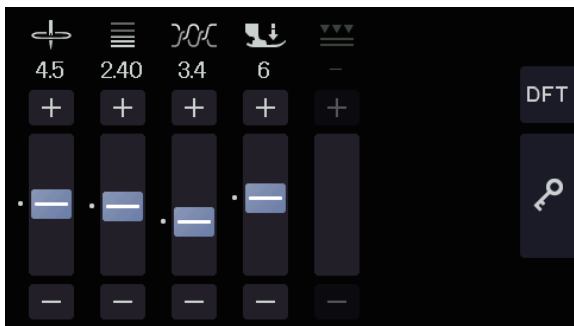 4.5 2.40 3.4 6 –
+ + + + +
DFT
– – – – –